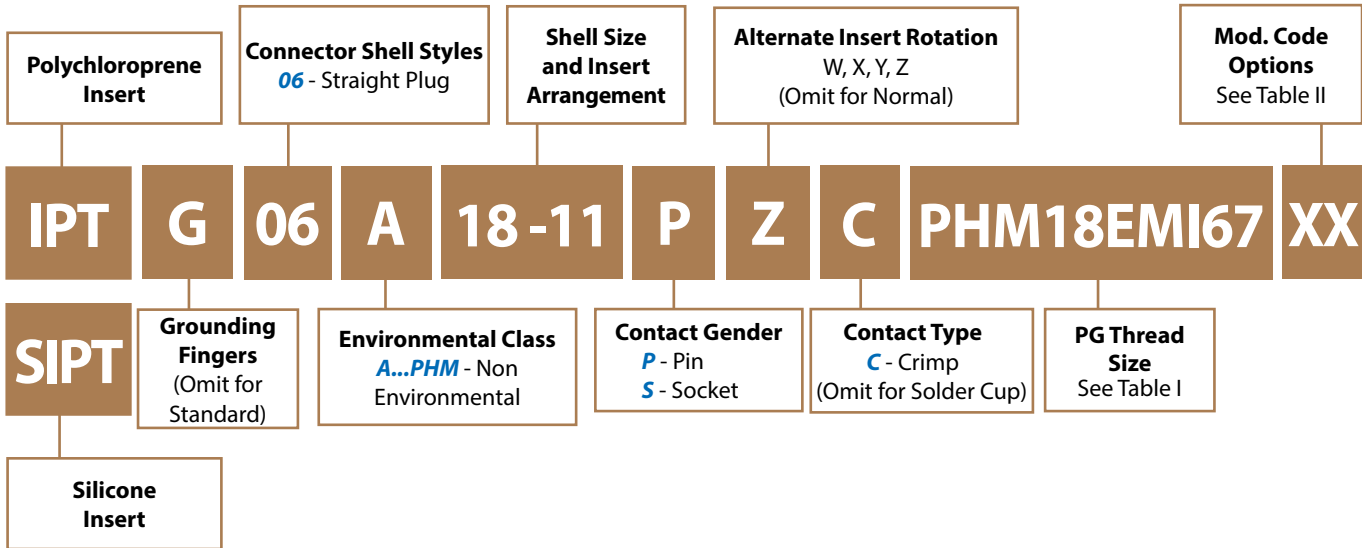 Polychloroprene
Insert
Connector Shell Styles
06 - Straight Plug
Shell Size
and Insert
Arrangement
Alternate Insert Rotation
W, X, Y, Z
(Omit for Normal)
Mod. Code
Options
See Table II
IPT G 06 A 18 -11 P Z C PHM18EMI67 XX
SIPT
Grounding
Fingers
(Omit for
Standard)
Environmental Class
A...PHM - Non
Environmental
Contact Gender
P - Pin
S - Socket
Contact Type
C - Crimp
(Omit for Solder Cup)
PG Thread
Size
See Table I
Silicone
Insert